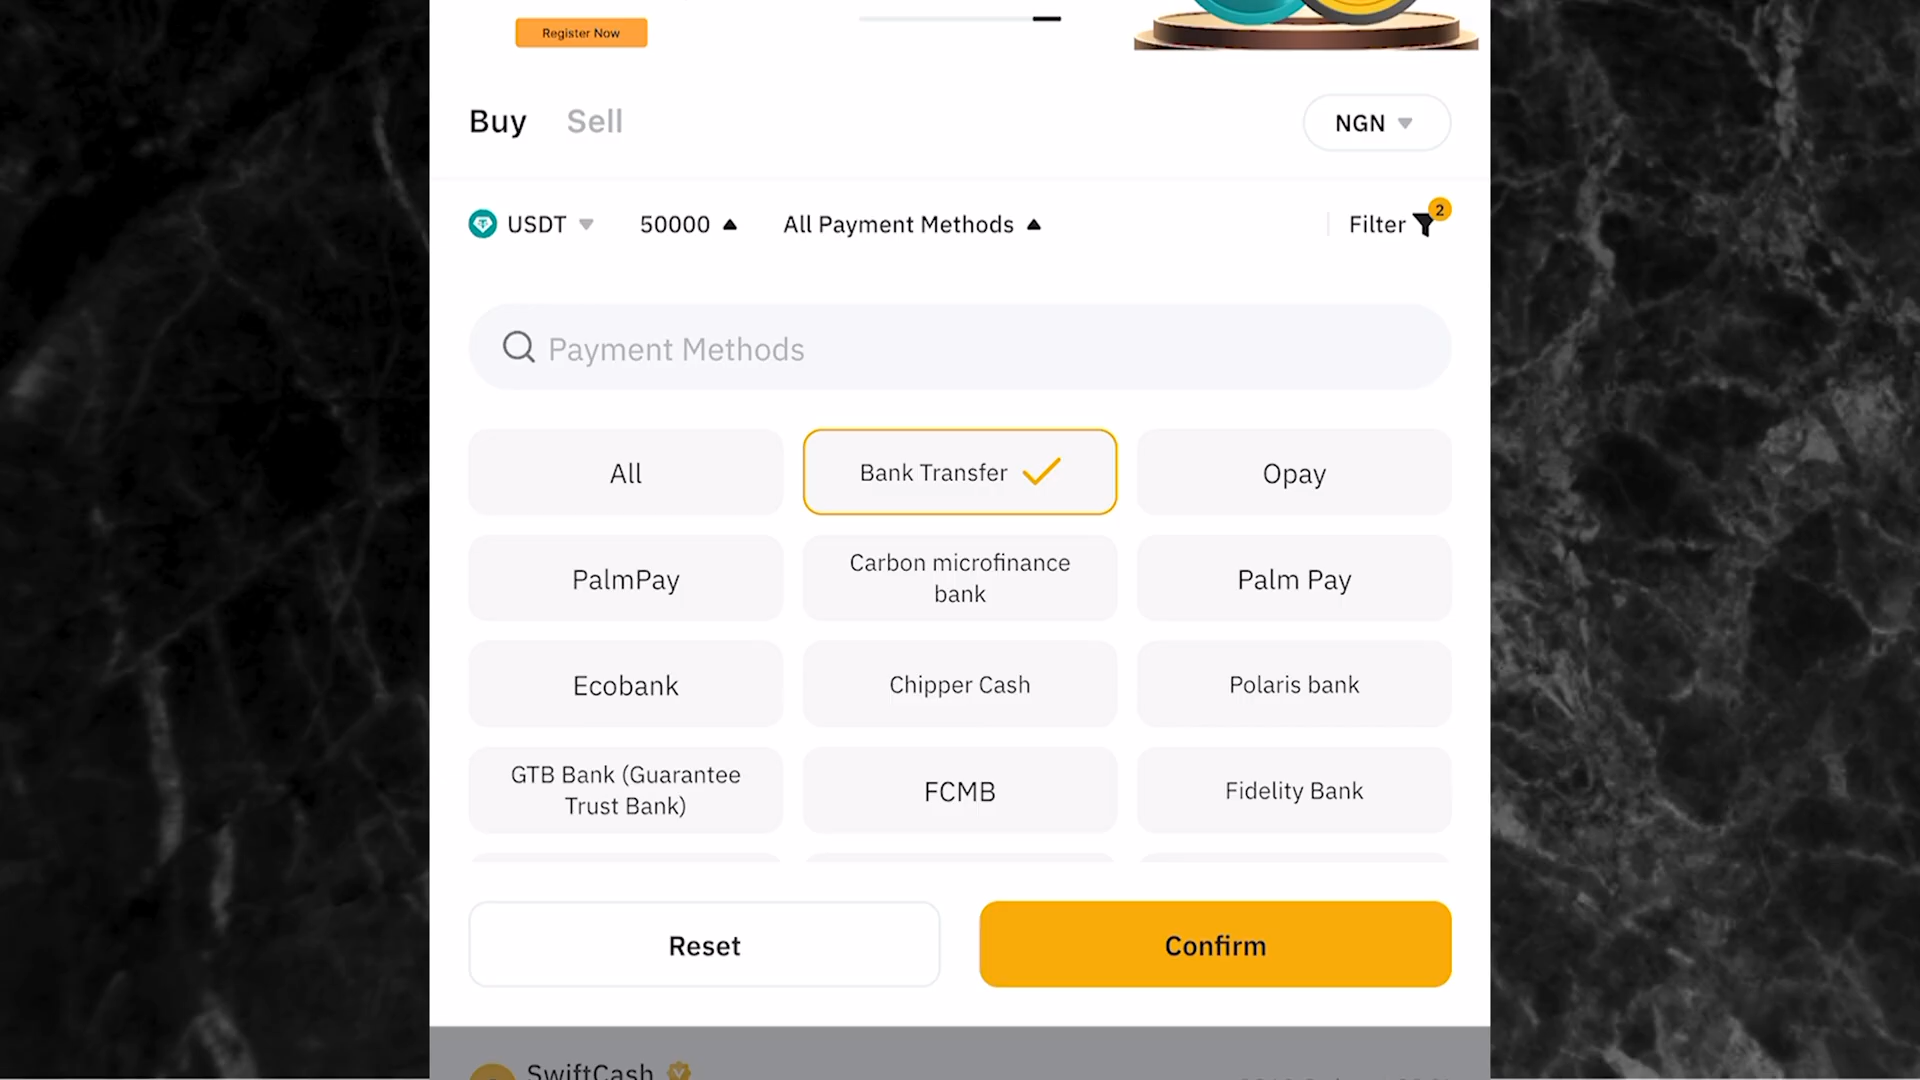 Register Now
Buy Sell NGN
USDT 50000 All Payment Methods Filter 2
Payment Methods
All
Bank Transfer
Opay
PalmPay
Carbon microfinance
bank
Palm Pay
Ecobank
Chipper Cash
Polaris bank
GTB Bank (Guarantee
Trust Bank)
FCMB
Fidelity Bank
Reset
Confirm
SwiftCash